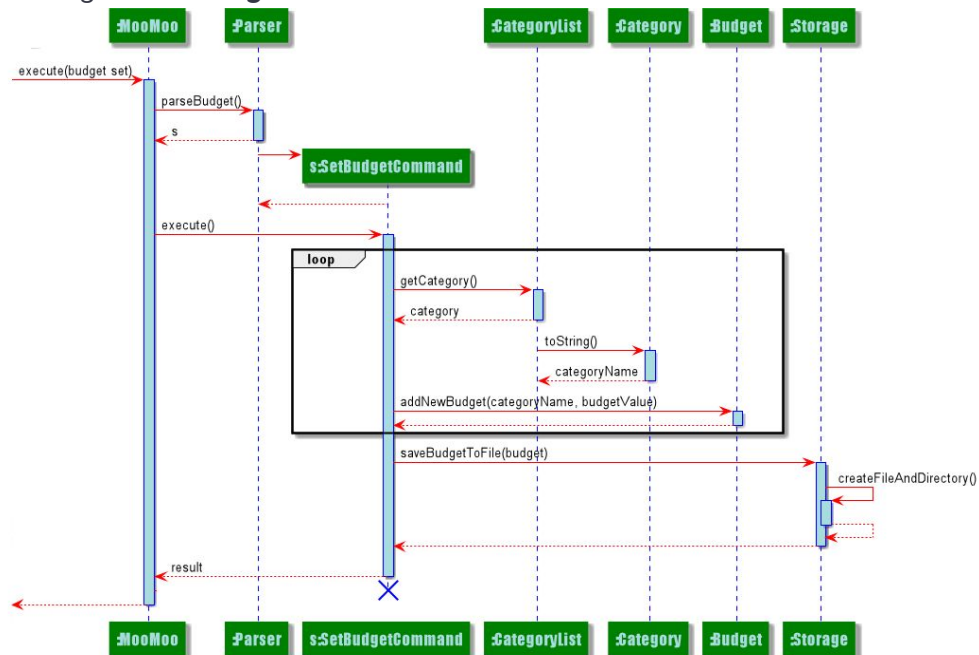 :MooMoo :Parser :CategoryList :Category :Budget :Storage
execute(budget set)
parseBudget()
s
s:SetBudgetCommand
execute()
loop
getCategory()
category
toString()
categoryName
addNewBudget(categoryName, budgetValue)
saveBudgetToFile(budget)
createFileAndDirectory()
result
:MooMoo :Parser s:SetBudgetCommand :CategoryList :Category :Budget :Storage